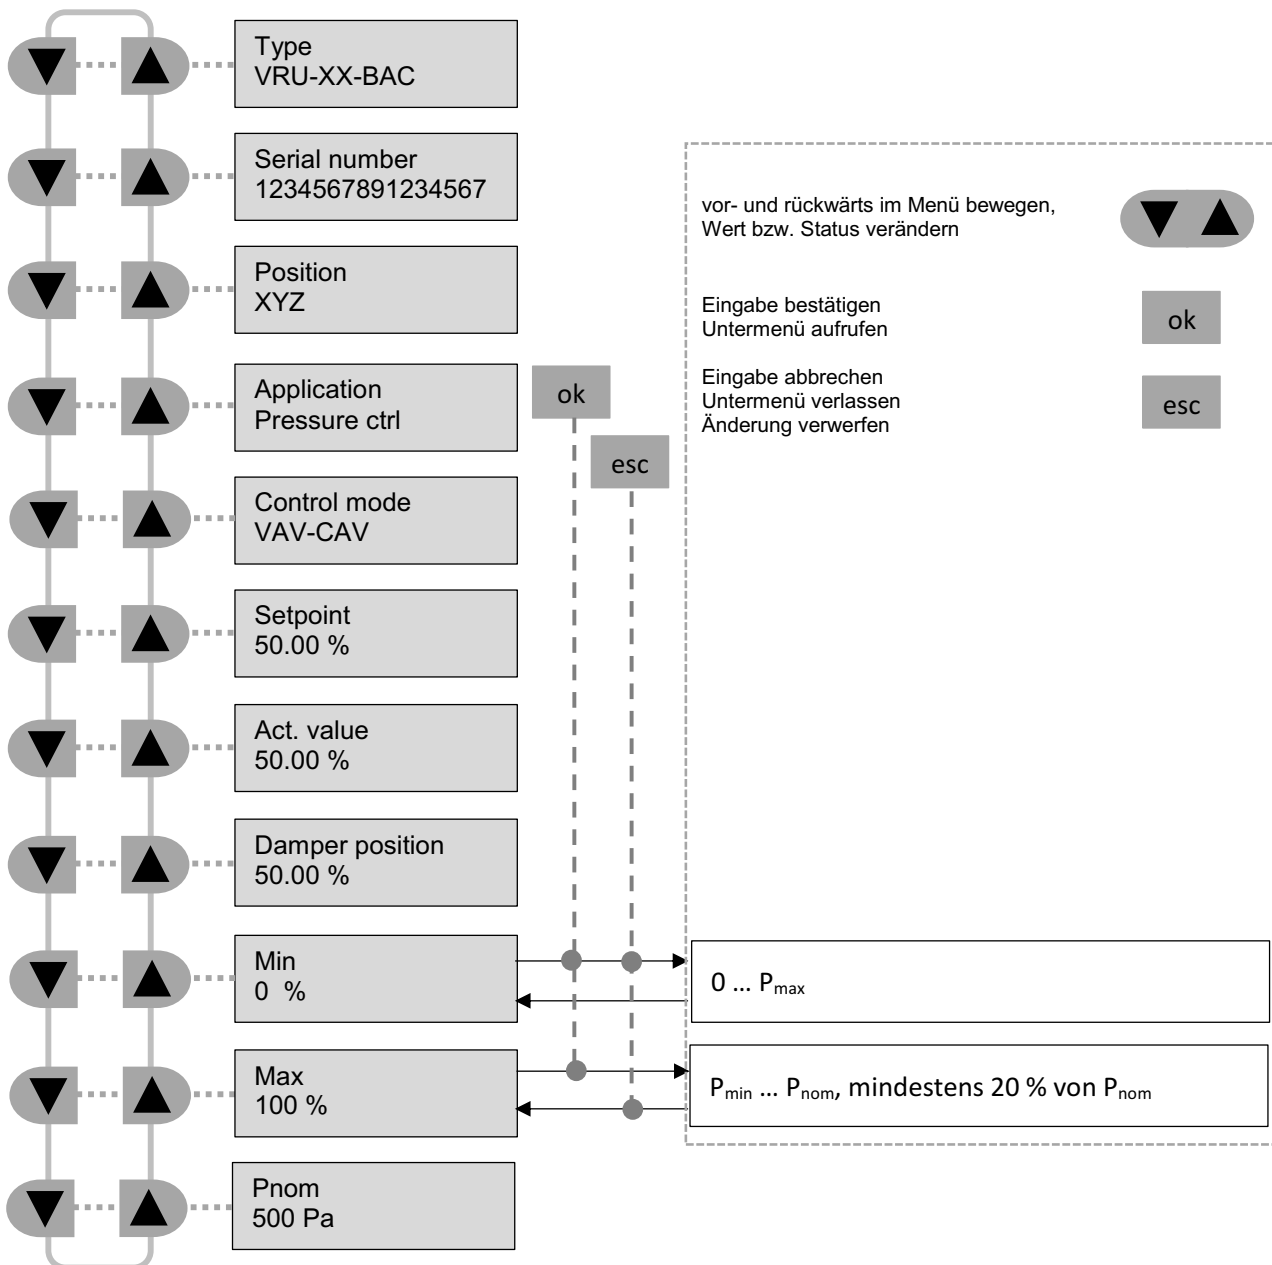 Type
VRU-XX-BAC
Serial number
1234567891234567
Position
XYZ
Application
Pressure ctrl
ok
esc
Control mode
VAV-CAV
Setpoint
50.00 %
Act. value
50.00 %
Damper position
50.00 %
Min
0 %
Max
100 %
Pnom
500 Pa
vor- und rückwärts im Menü bewegen,
Wert bzw. Status verändern
Eingabe bestätigen
Untermenü aufrufen
ok
Eingabe abbrechen
Untermenü verlassen
Änderung verwerfen
esc
0 ... Pmax
Pmin ... Pnom, mindestens 20 % von Pnom